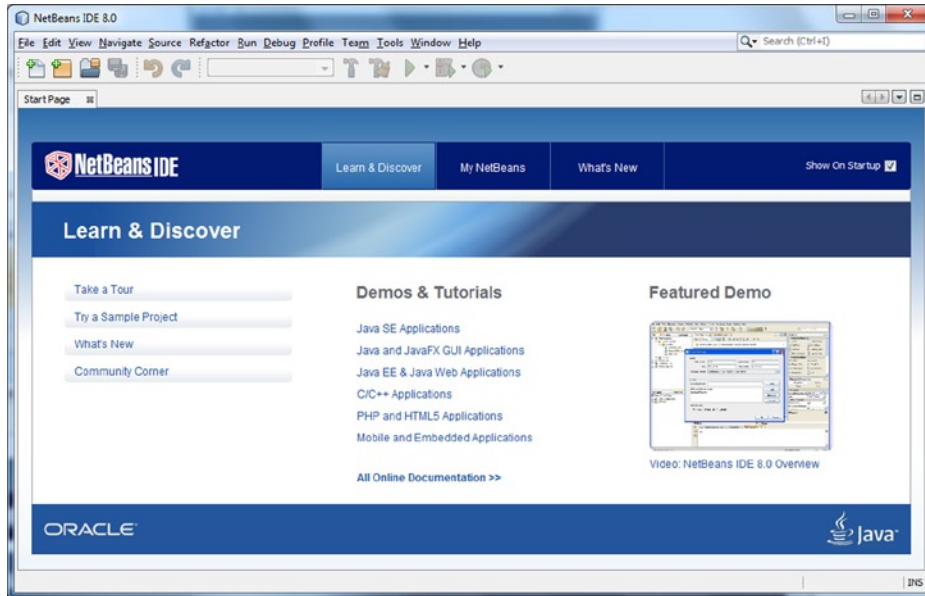 NetBeans IDE 8.0
File Edit View Navigate Source Refactor Run Debug Profile Team Tools Window Help
Search (Ctrl+I)
Start Page
NetBeans IDE
Learn & Discover
My NetBeans
What's New
Show On Startup
Learn & Discover
Take a Tour
Try a Sample Project
What's New
Community Corner
Demos & Tutorials
Java SE Applications
Java and JavaFX GUI Applications
Java EE & Java Web Applications
C/C++ Applications
PHP and HTML5 Applications
Mobile and Embedded Applications
All Online Documentation >>
Featured Demo
Video: NetBeans IDE 8.0 Overview
ORACLE
Java
INS